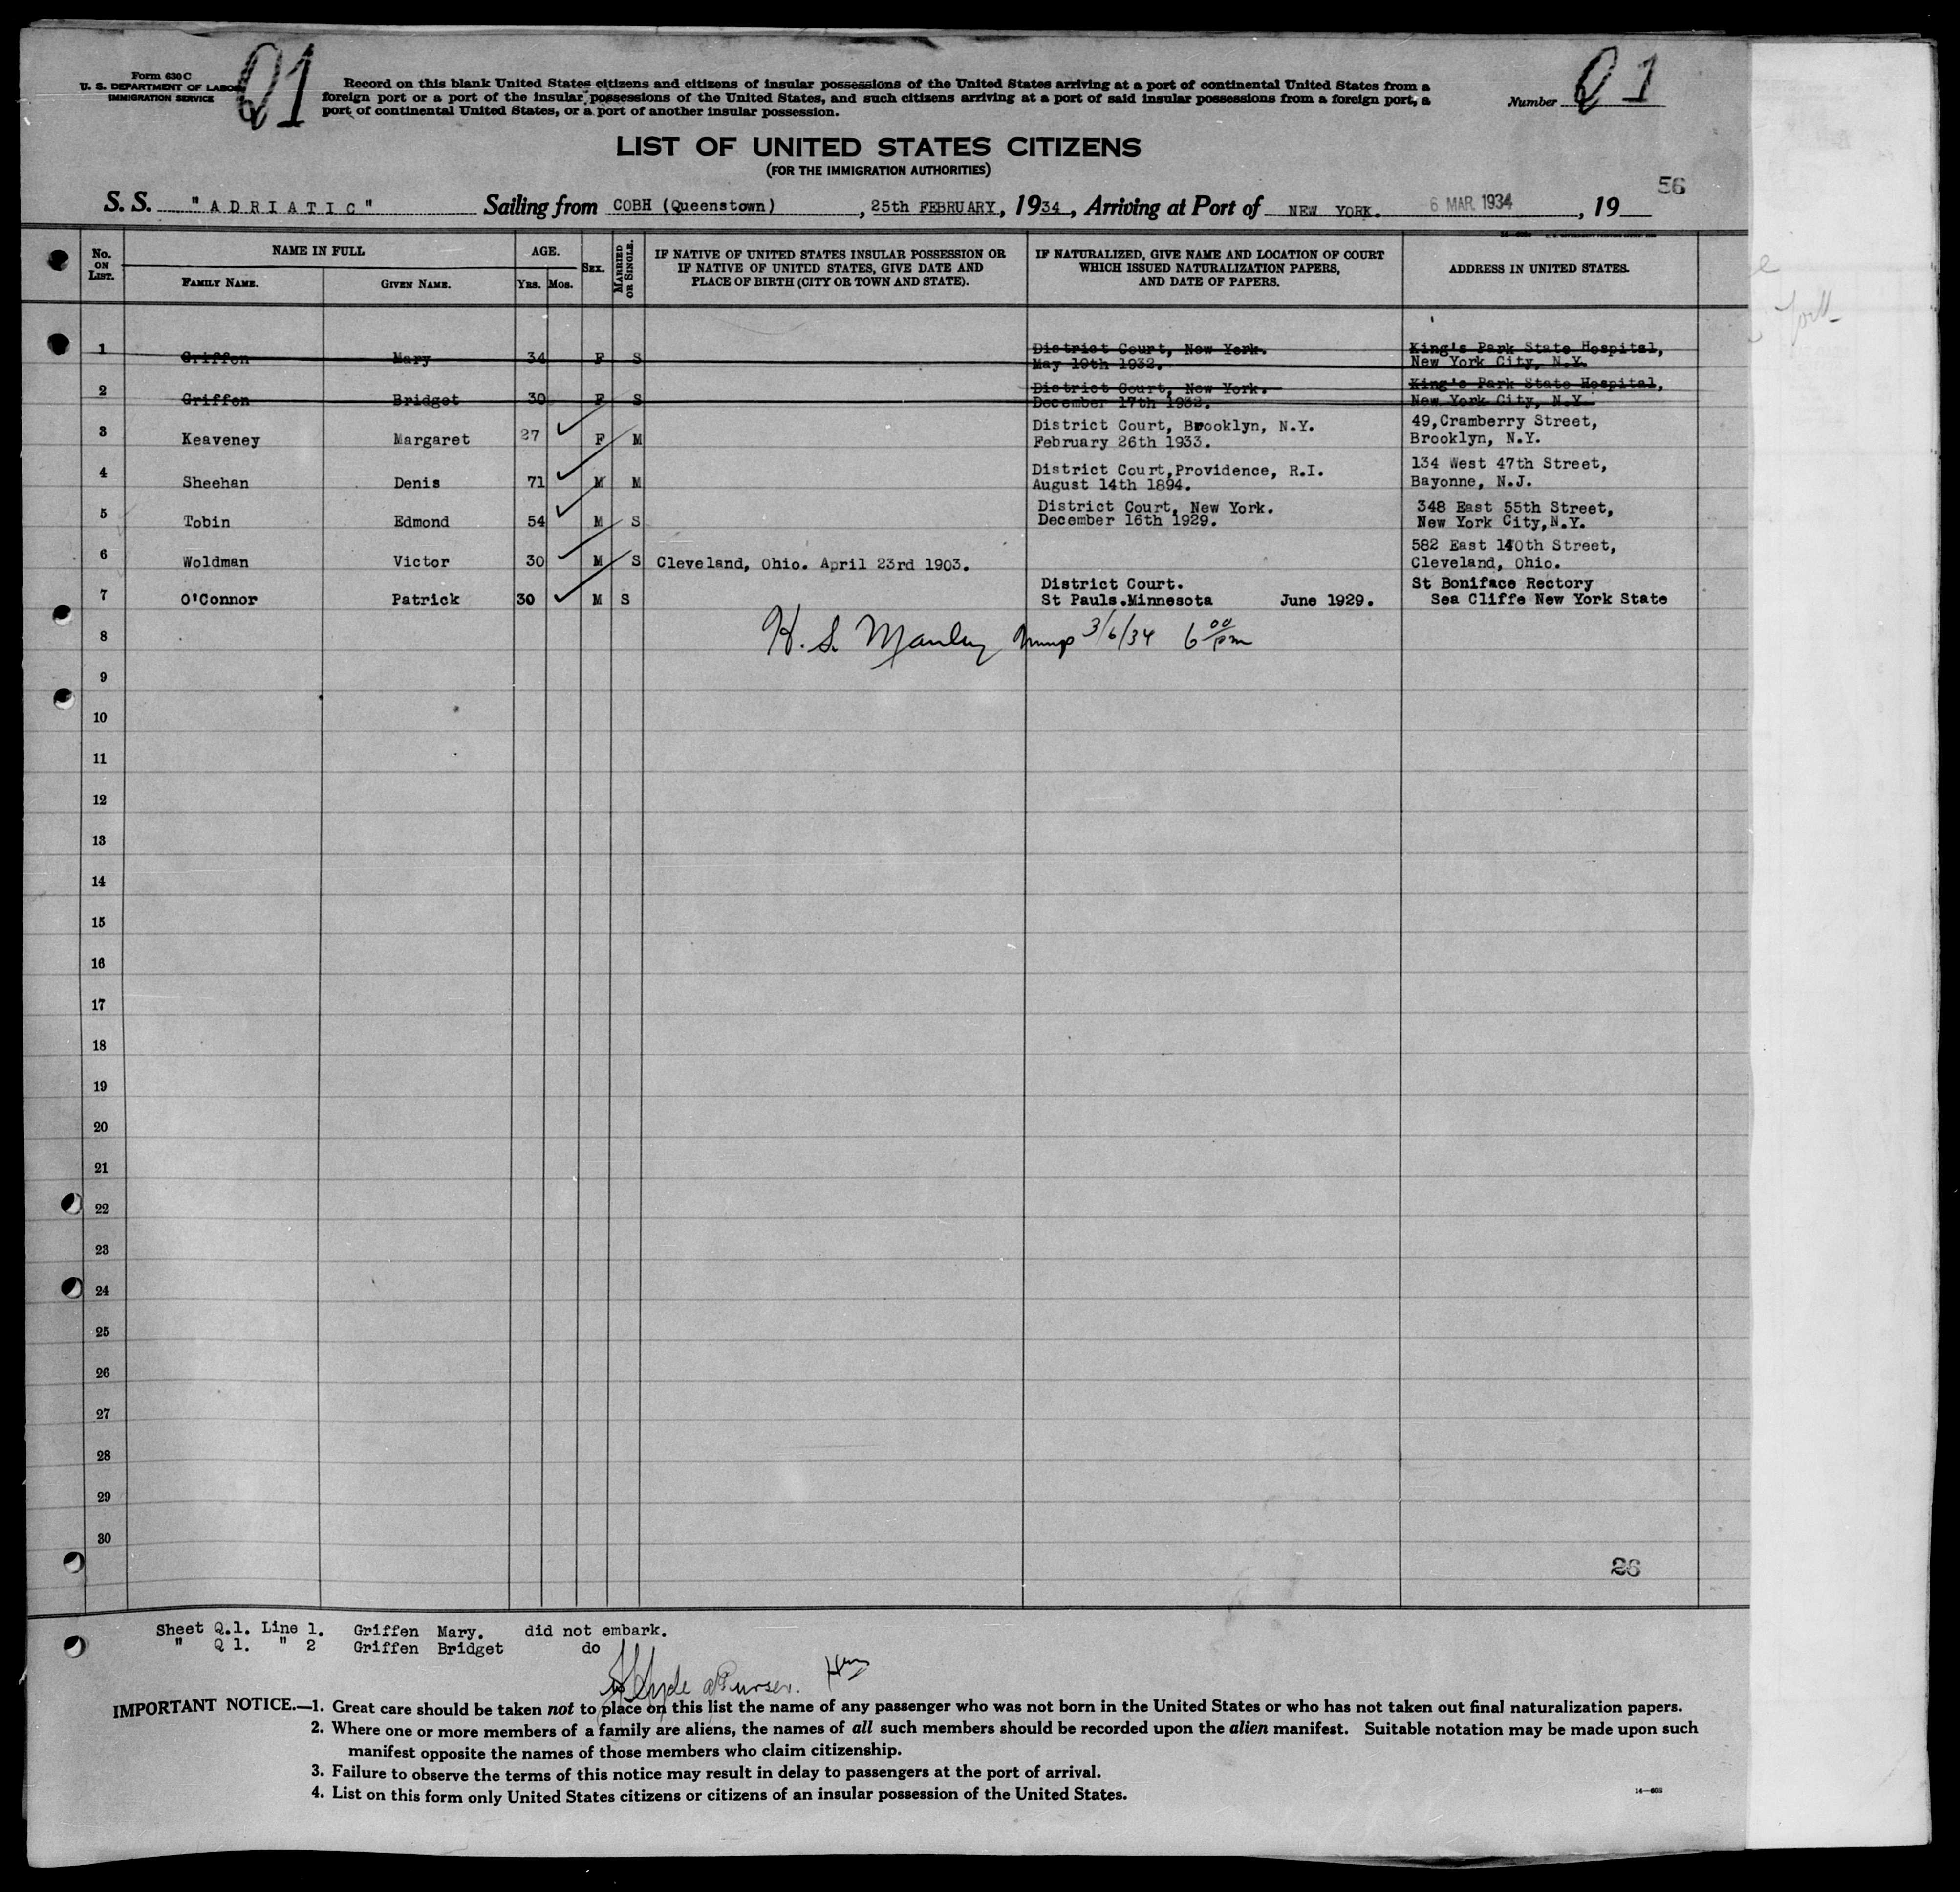 Form 630 C
U. S. DEPARTMENT OF LABOR
IMMIGRATION SERVICE
Q1
Record on this blank United States citizens and citizens of insular possessions of the United States arriving at a port of continental United States from a
foreign port or a port of the insular possessions of the United States, and such citizens arriving at a port of said insular possessions from a foreign port, a
port of continental United States, or a port of another insular possession.
Number Q 1
LIST OF UNITED STATES CITIZENS
(FOR THE IMMIGRATION AUTHORITIES)
56
S. S. "ADRIATIC" Sailing from COBH (Queenstown), 25th FEBRUARY, 1934, Arriving at Port of NEW YORK. 6 MAR 1934, 19
No. ON LIST.
NAME IN FULL
FAMILY NAME. GIVEN NAME.
AGE.
YRS. MOS.
SEX.
MARRIED OR SINGLE.
IF NATIVE OF UNITED STATES INSULAR POSSESSION OR
IF NATIVE OF UNITED STATES, GIVE DATE AND
PLACE OF BIRTH (CITY OR TOWN AND STATE).
IF NATURALIZED, GIVE NAME AND LOCATION OF COURT
WHICH ISSUED NATURALIZATION PAPERS,
AND DATE OF PAPERS.
ADDRESS IN UNITED STATES.
1 Griffen Mary 34 F S District Court, New York. King's Park State Hospital,
May 19th 1932. New York City, N.Y.
2 Griffen Bridget 30 F S District Court, New York. King's Park State Hospital,
December 17th 1932. New York City, N.Y.
3 Keaveney Margaret 27 F M District Court, Brooklyn, N.Y. 49,Cramberry Street,
February 26th 1933. Brooklyn, N.Y.
4 Sheehan Denis 71 M M District Court,Providence, R.I. 134 West 47th Street,
August 14th 1894. Bayonne, N.J.
5 Tobin Edmond 54 M S District Court, New York. 348 East 55th Street,
December 16th 1929. New York City,N.Y.
6 Woldman Victor 30 M S Cleveland, Ohio. April 23rd 1903. 582 East 140th Street,
Cleveland, Ohio.
7 O'Connor Patrick 30 M S District Court. St Boniface Rectory
St Pauls.Minnesota June 1929. Sea Cliffe New York State
8 H. S. Manley 3/6/34 6 00 pm
9
10
11
12
13
14
15
16
17
18
19
20
21
22
23
24
25
26
27
28
29
30
26
Sheet Q.1. Line 1. Griffen Mary. did not embark.
" Q 1. " 2 Griffen Bridget do
Purser.
IMPORTANT NOTICE.—1. Great care should be taken not to place on this list the name of any passenger who was not born in the United States or who has not taken out final naturalization papers.
2. Where one or more members of a family are aliens, the names of all such members should be recorded upon the alien manifest. Suitable notation may be made upon such
manifest opposite the names of those members who claim citizenship.
3. Failure to observe the terms of this notice may result in delay to passengers at the port of arrival.
4. List on this form only United States citizens or citizens of an insular possession of the United States.